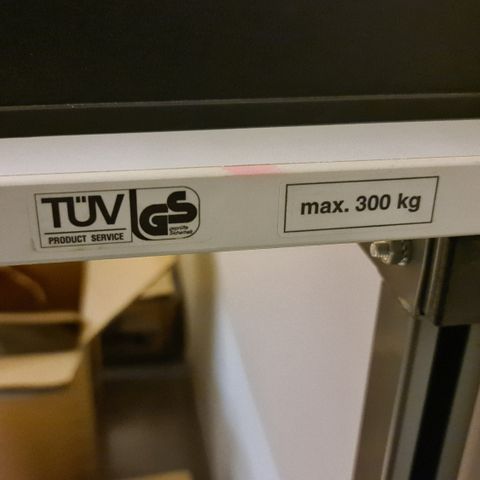 TÜV
PRODUCT SERVICE
GS
geprüfte
Sicherheit
max. 300 kg